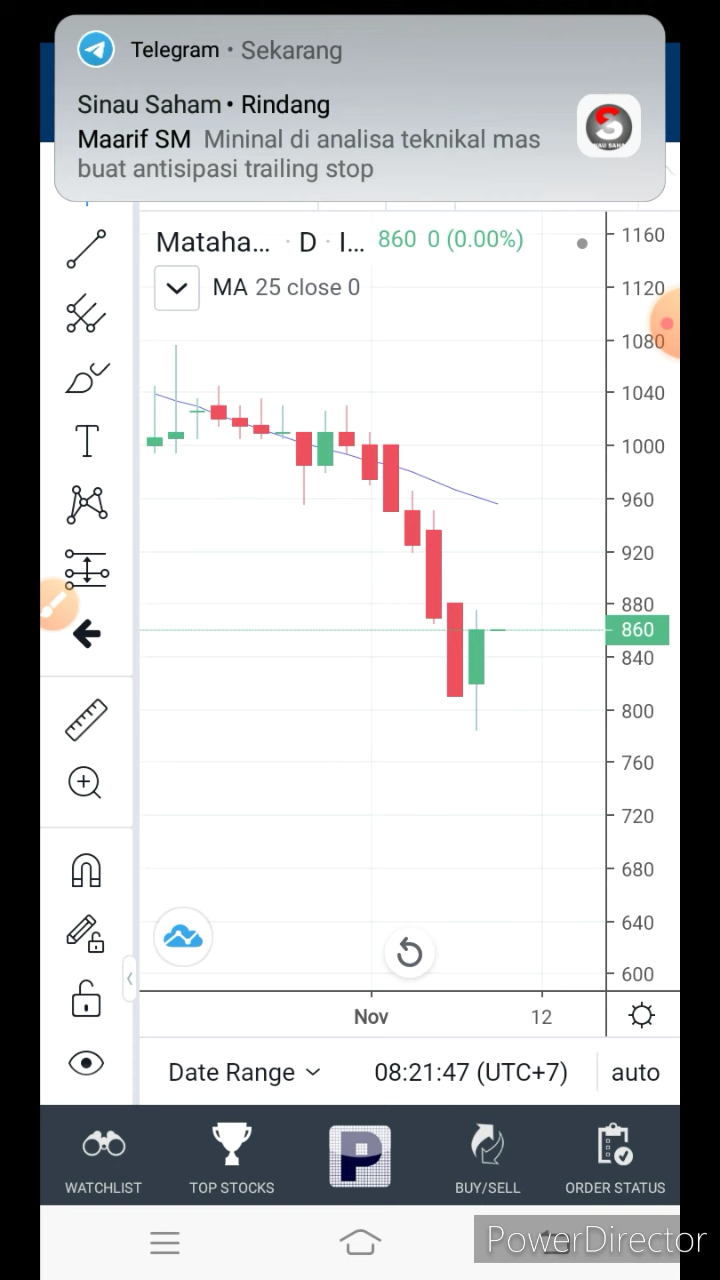 Telegram • Sekarang
Sinau Saham • Rindang
Maarif SM Mininal di analisa teknikal mas
buat antisipasi trailing stop
S
NAU SAHA
Mataha... · D · I... 860 0 (0.00%)
MA 25 close 0
T
1160
1120
1080
1040
1000
960
920
880
860
840
800
760
720
680
640
600
Nov
12
Date Range
08:21:47 (UTC+7)
auto
P
WATCHLIST
TOP STOCKS
BUY/SELL
ORDER STATUS
PowerDirector